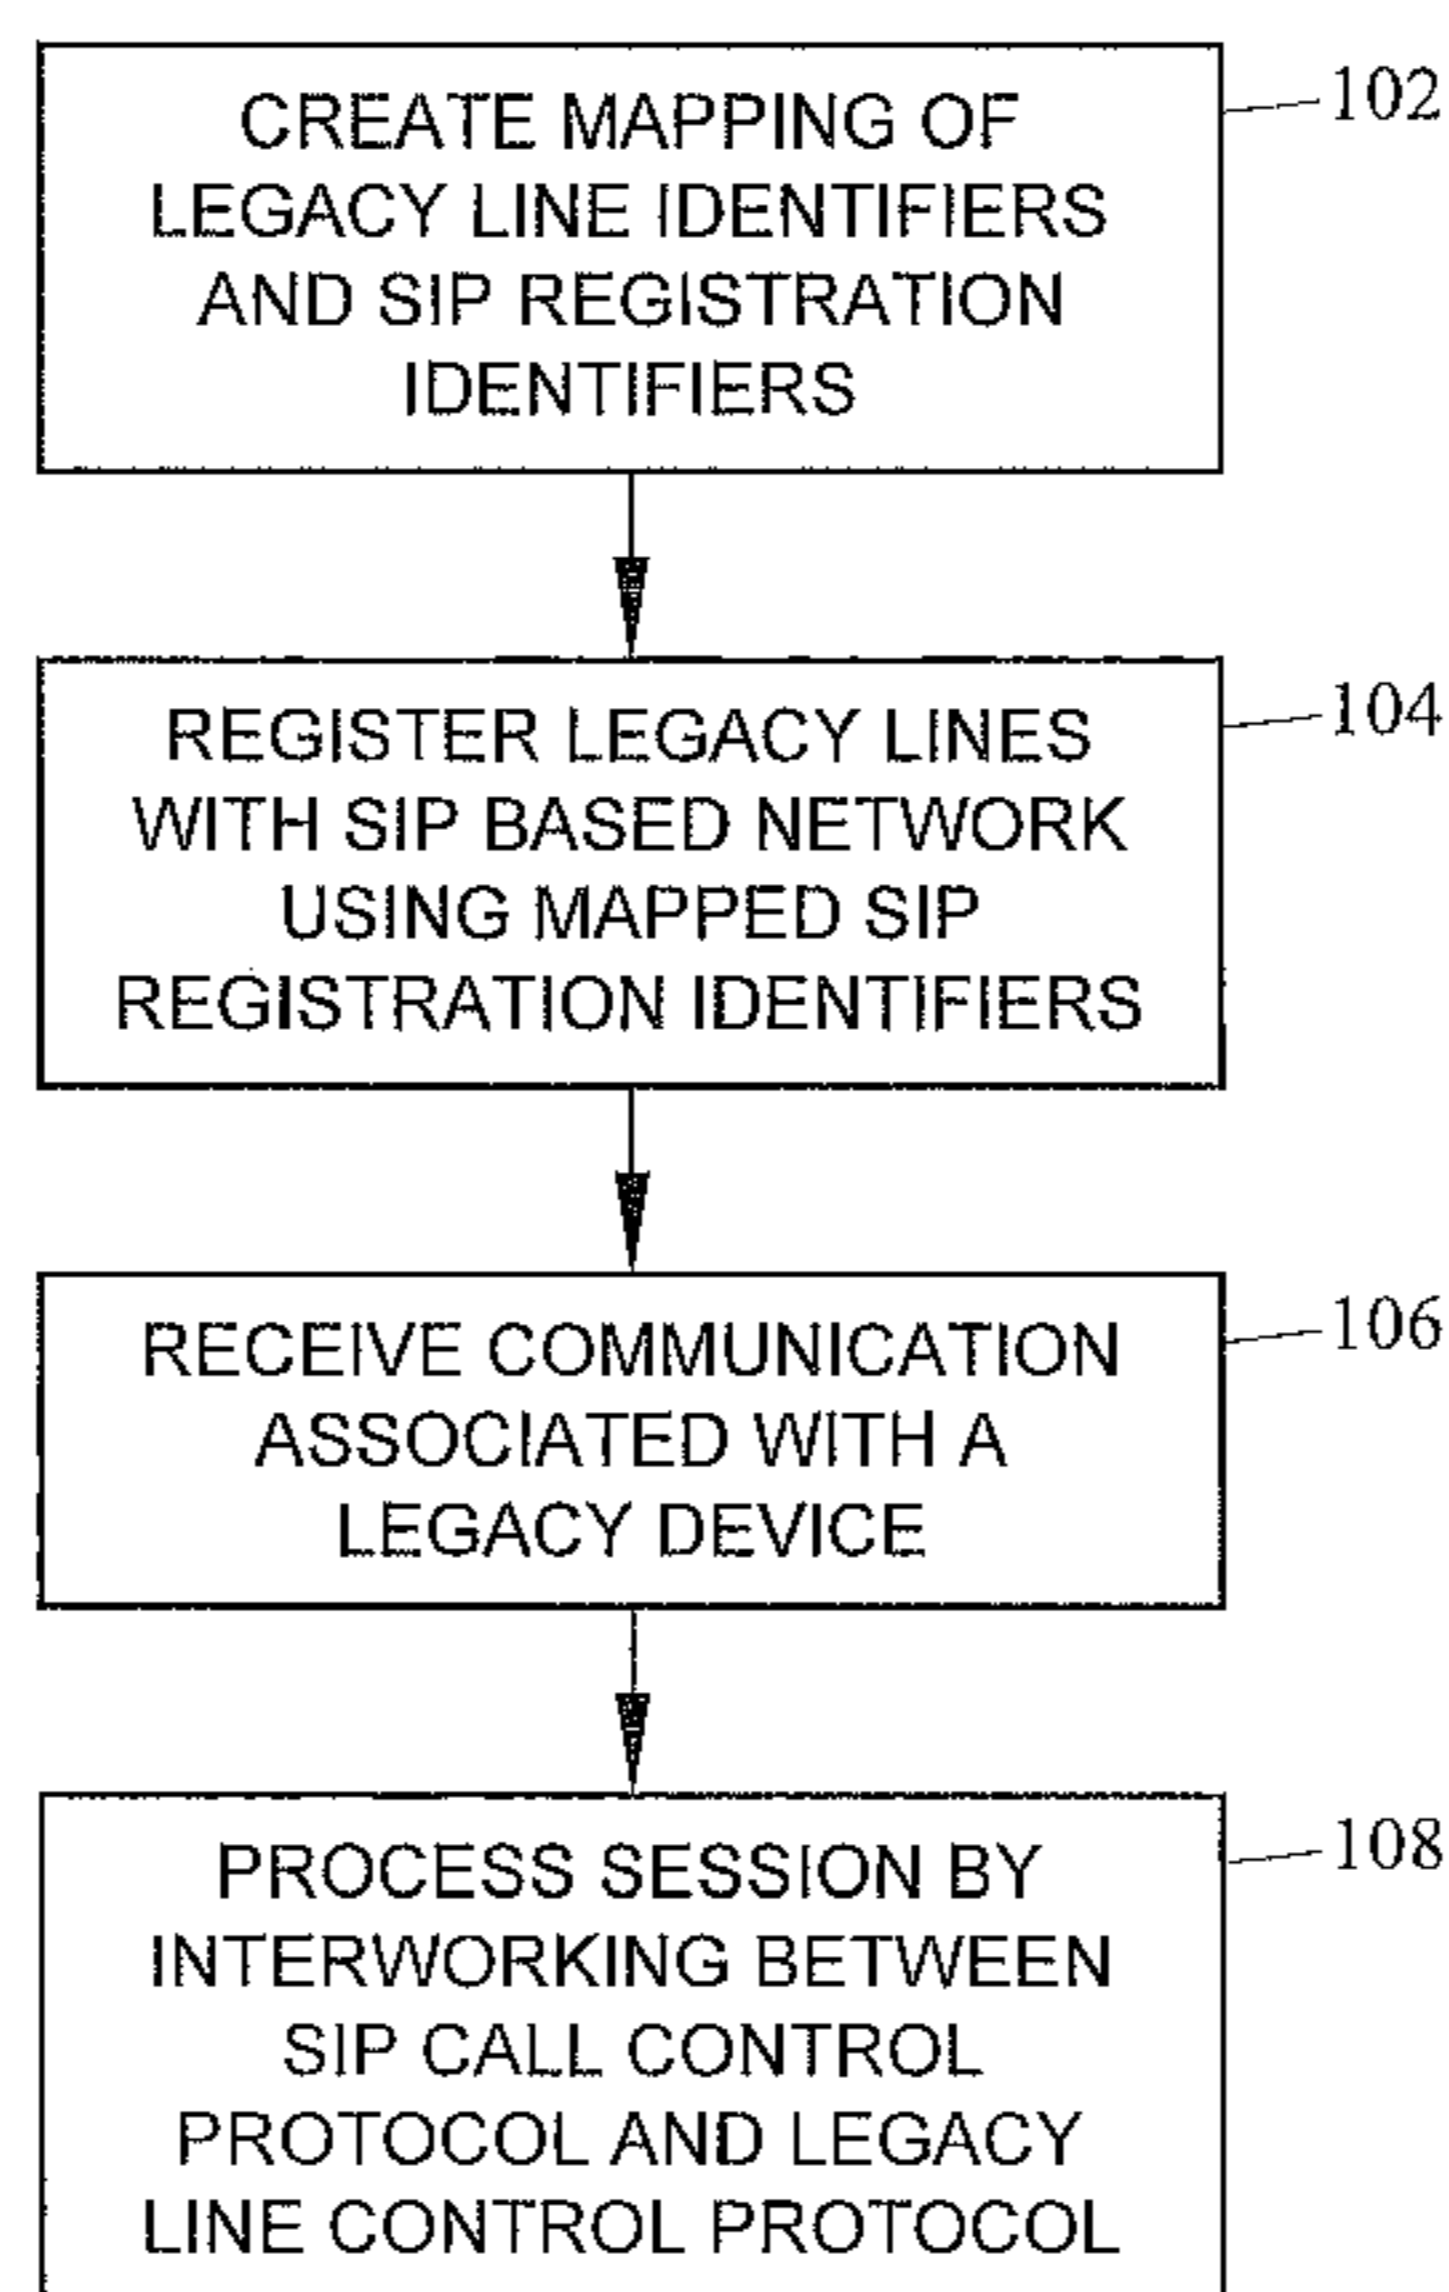 CREATE MAPPING OF
LEGACY LINE IDENTIFIERS
AND SIP REGISTRATION
IDENTIFIERS
102
REGISTER LEGACY LINES
WITH SIP BASED NETWORK
USING MAPPED SIP
REGISTRATION IDENTIFIERS
104
RECEIVE COMMUNICATION
ASSOCIATED WITH A
LEGACY DEVICE
106
PROCESS SESSION BY
INTERWORKING BETWEEN
SIP CALL CONTROL
PROTOCOL AND LEGACY
LINE CONTROL PROTOCOL
108